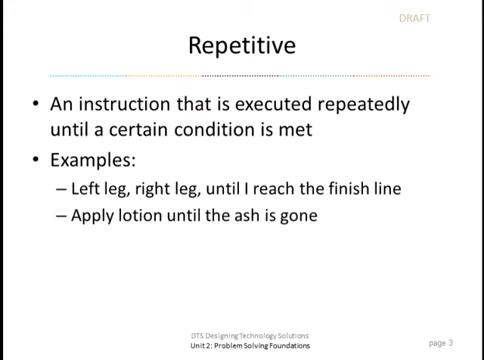 DRAFT
Repetitive
• An instruction that is executed repeatedly
until a certain condition is met
• Examples:
– Left leg, right leg, until I reach the finish line
– Apply lotion until the ash is gone
DTS Designing Technology Solutions
Unit 2: Problem Solving Foundations
page 3